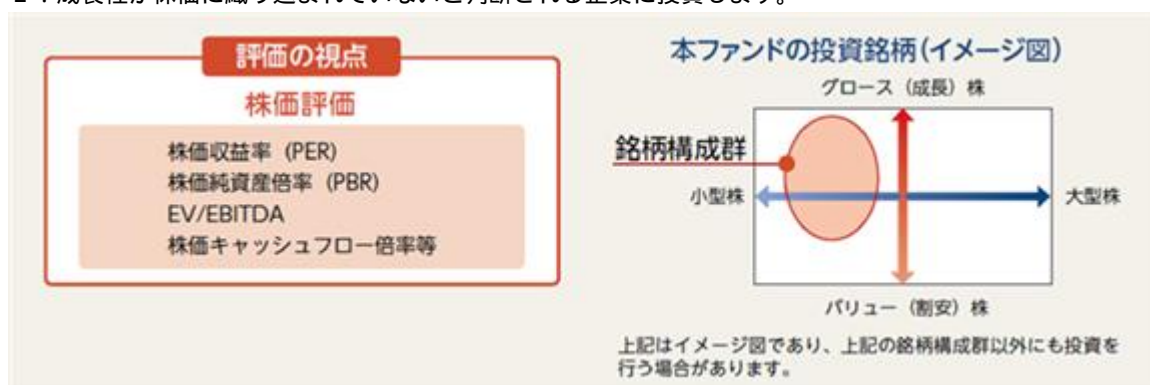 評価の視点
株価評価
株価収益率（PER）
株価純資産倍率（PBR）
EV/EBITDA
株価キャッシュフロー倍率等
本ファンドの投資銘柄（イメージ図）
グロース（成長）株
銘柄構成群
小型株
大型株
バリュー（割安）株
上記はイメージ図であり、上記の銘柄構成群以外にも投資を
行う場合があります。